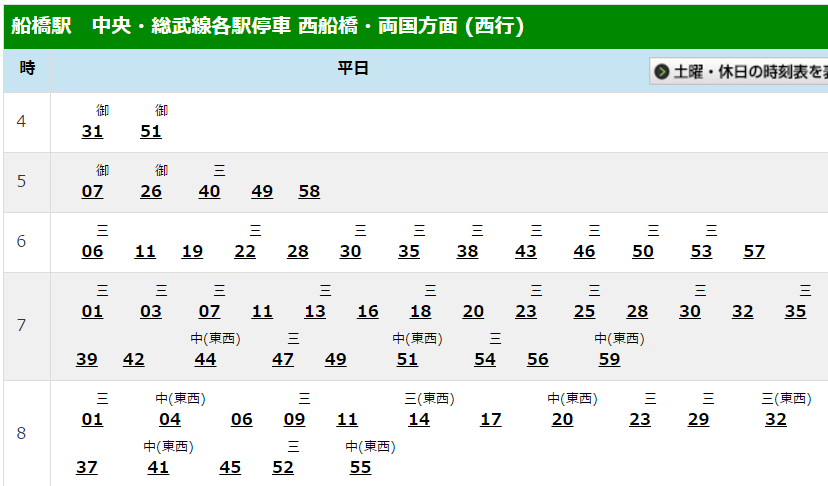 船橋駅　中央・総武線各駅停車 西船橋・両国方面 (西行)
時 平日 土曜・休日の時刻表を
御 御
4 31 51
御 御 三
5 07 26 40 49 58
三 三 三 三 三 三 三 三 三
6 06 11 19 22 28 30 35 38 43 46 50 53 57
三 三 三 三 三 三 三 三 三
7 01 03 07 11 13 16 18 20 23 25 28 30 32 35
中(東西) 三 中(東西) 三 中(東西)
39 42 44 47 49 51 54 56 59
三 中(東西) 三 三(東西) 中(東西) 三 三 三(東西)
8 01 04 06 09 11 14 17 20 23 29 32
中(東西) 三 中(東西)
37 41 45 52 55